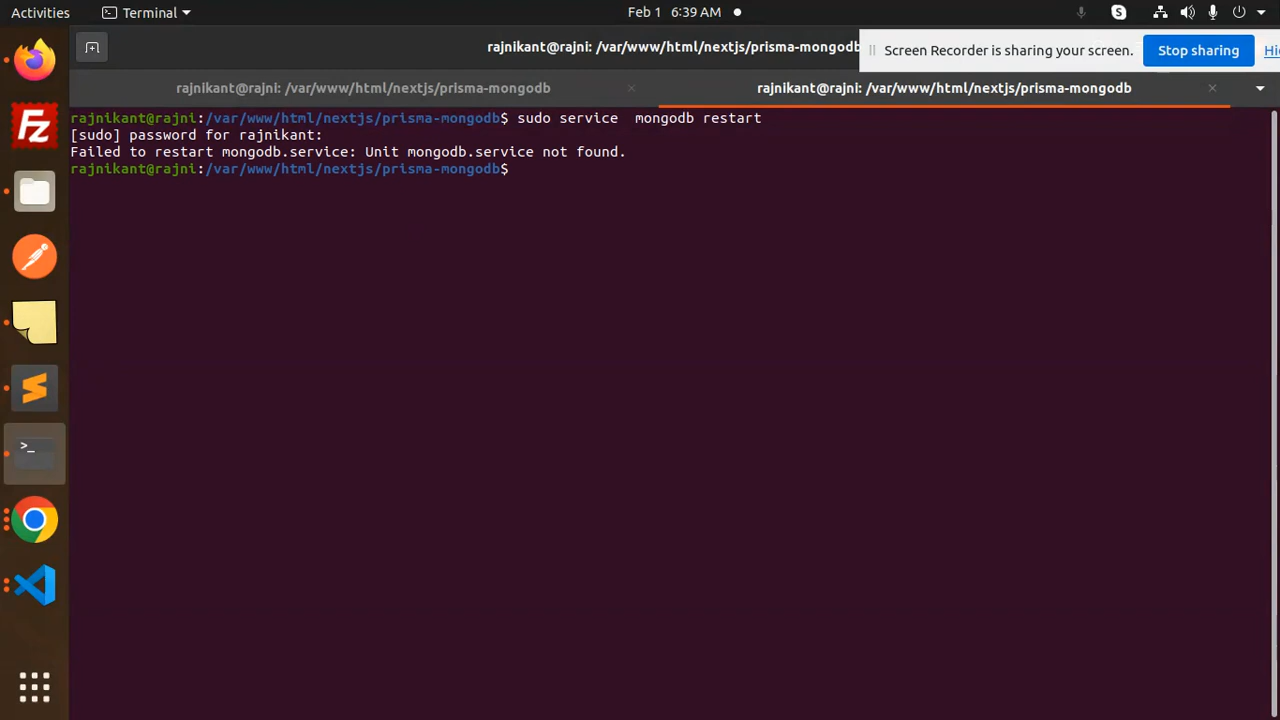 Activities
Terminal
Feb 1 6:39 AM
rajnikant@rajni: /var/www/html/nextjs/prisma-mongodb
Screen Recorder is sharing your screen.
Stop sharing
Hi
rajnikant@rajni: /var/www/html/nextjs/prisma-mongodb
rajnikant@rajni: /var/www/html/nextjs/prisma-mongodb
rajnikant@rajni:/var/www/html/nextjs/prisma-mongodb$ sudo service  mongodb restart
[sudo] password for rajnikant:
Failed to restart mongodb.service: Unit mongodb.service not found.
rajnikant@rajni:/var/www/html/nextjs/prisma-mongodb$